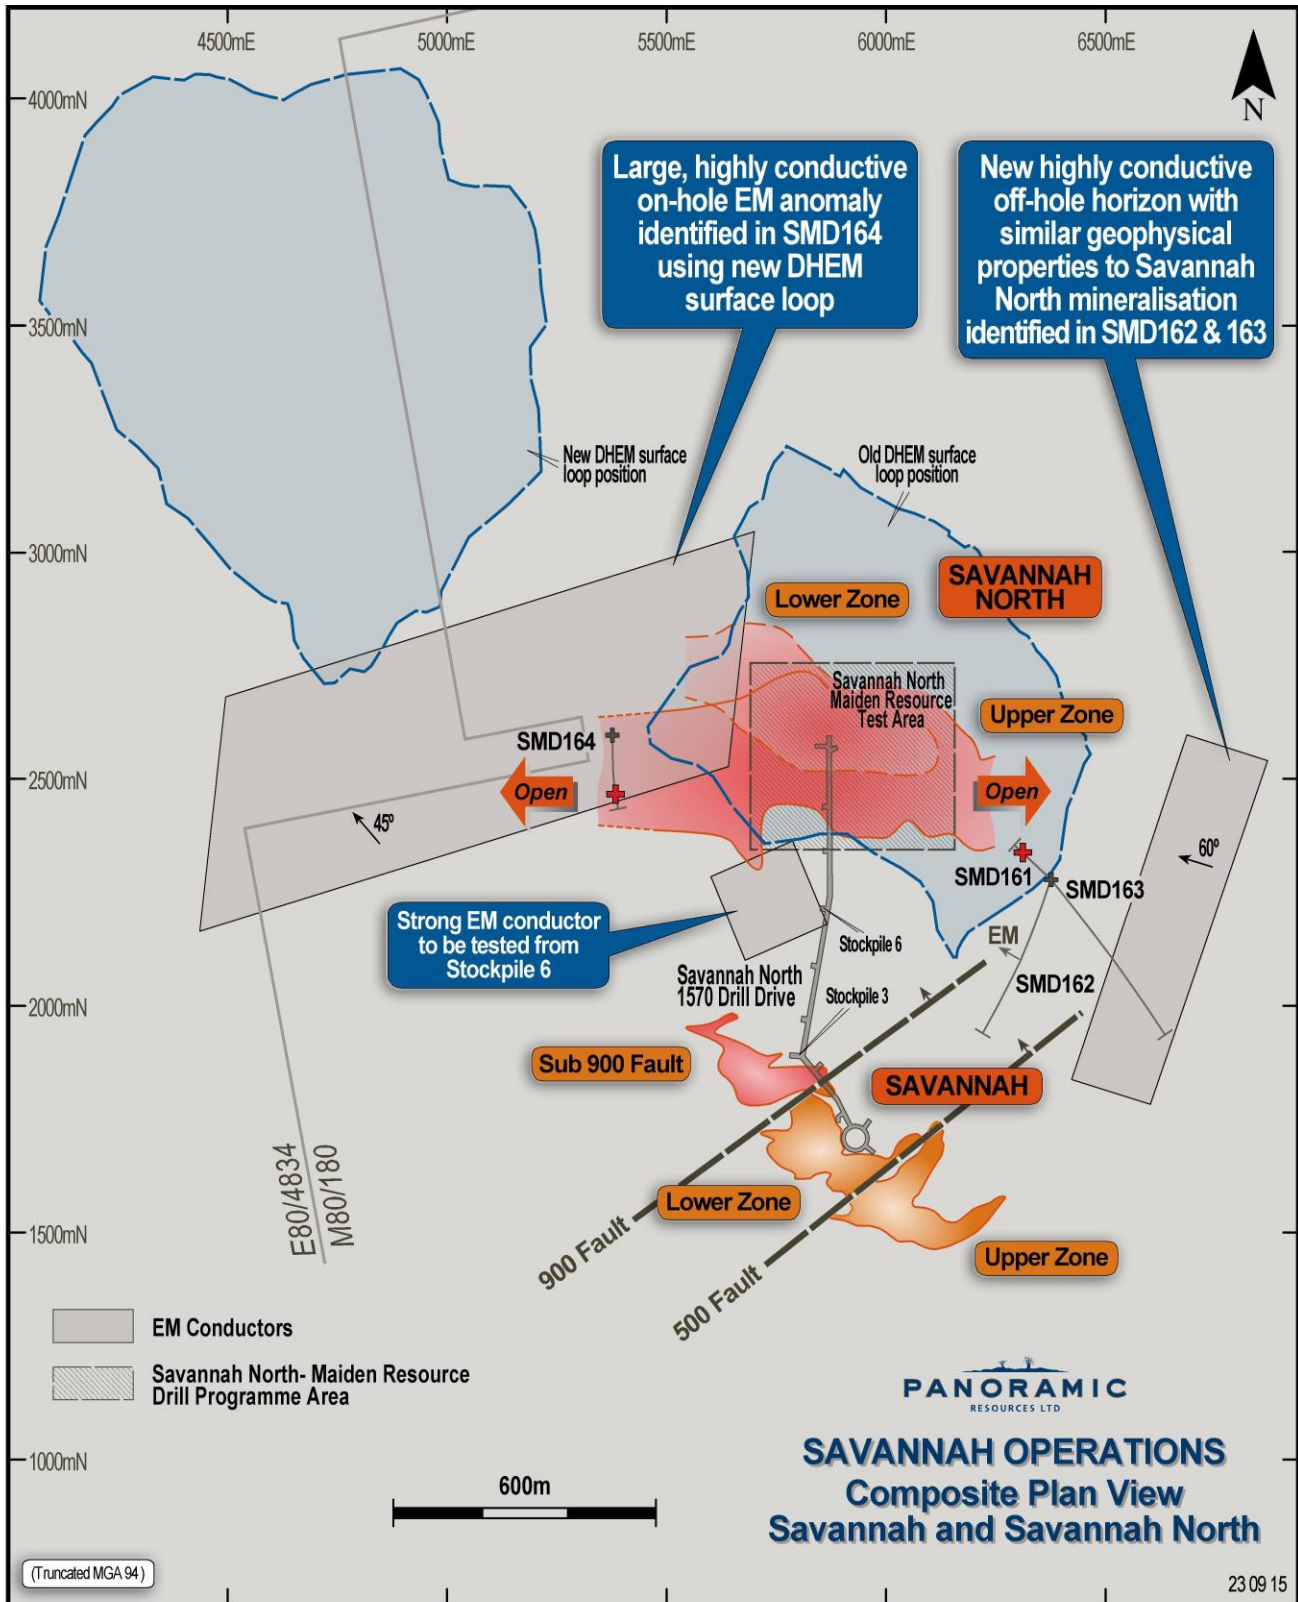 4500mE
5000mE
5500mE
6000mE
6500mE
4000mN
3500mN
3000mN
2500mN
2000mN
1500mN
1000mN
N
Large, highly conductive
on-hole EM anomaly
identified in SMD164
using new DHEM
surface loop
New highly conductive
off-hole horizon with
similar geophysical
properties to Savannah
North mineralisation
identified in SMD162 & 163
New DHEM surface
loop position
Old DHEM surface
loop position
SAVANNAH
NORTH
Lower Zone
Savannah North
Maiden Resource
Test Area
Upper Zone
SMD164
Open
Open
45º
60º
SMD161
SMD163
Strong EM conductor
to be tested from
Stockpile 6
Stockpile 6
EM
SMD162
Savannah North
1570 Drill Drive
Stockpile 3
Sub 900 Fault
SAVANNAH
Lower Zone
Upper Zone
900 Fault
500 Fault
E80/4834
M80/180
EM Conductors
Savannah North- Maiden Resource
Drill Programme Area
600m
PANORAMIC
RESOURCES LTD
SAVANNAH OPERATIONS
Composite Plan View
Savannah and Savannah North
(Truncated MGA 94 )
23 09 15